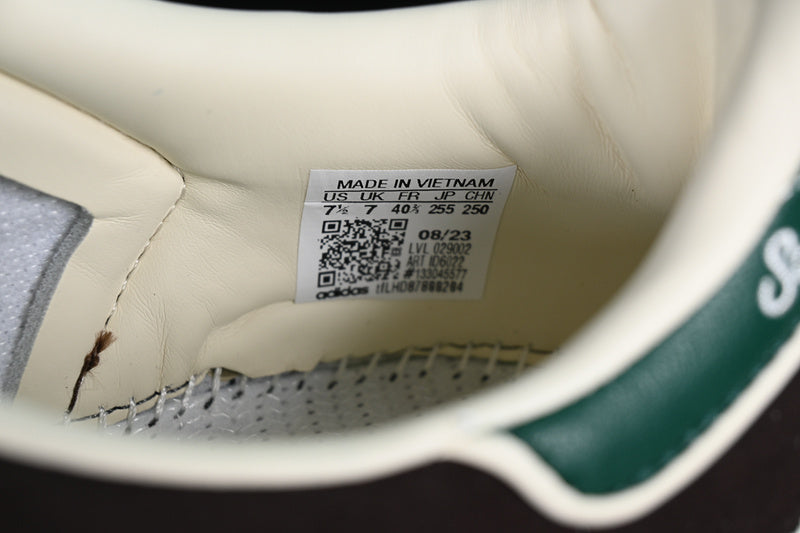 MADE IN VIETNAM
US UK FR JP CHN
7½ 7 40⅔ 255 250
08/23
LVL 029002
ART ID6022
#133045577
adidas